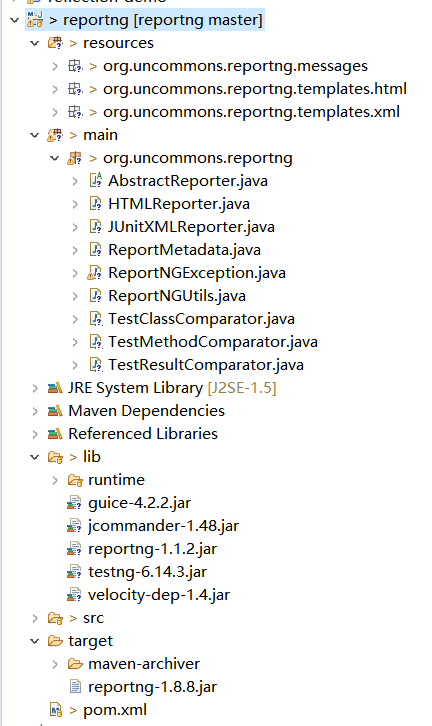 > reportng [reportng master]
> resources
> org.uncommons.reportng.messages
> org.uncommons.reportng.templates.html
> org.uncommons.reportng.templates.xml
> main
> org.uncommons.reportng
AbstractReporter.java
HTMLReporter.java
JUnitXMLReporter.java
ReportMetadata.java
ReportNGException.java
ReportNGUtils.java
TestClassComparator.java
TestMethodComparator.java
TestResultComparator.java
JRE System Library [J2SE-1.5]
Maven Dependencies
Referenced Libraries
> lib
runtime
guice-4.2.2.jar
jcommander-1.48.jar
reportng-1.1.2.jar
testng-6.14.3.jar
velocity-dep-1.4.jar
> src
target
maven-archiver
reportng-1.8.8.jar
> pom.xml